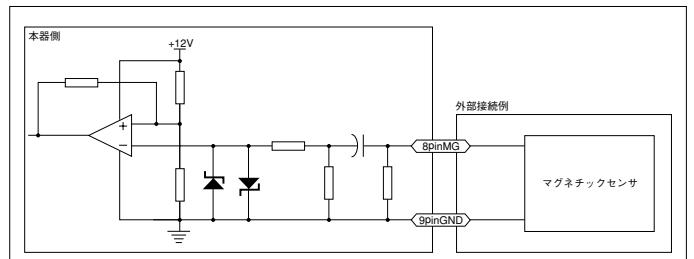 本器側
+12V
外部接続例
+
−
8pinMG
マグネチックセンサ
9pinGND